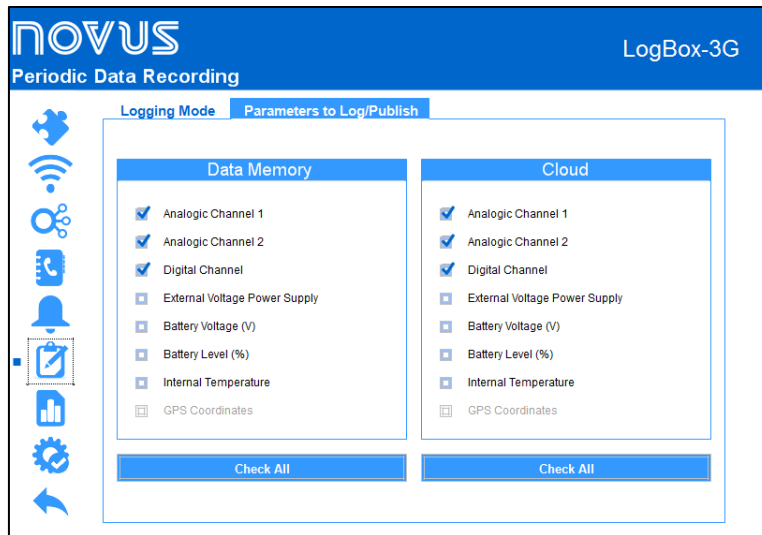 novus
LogBox-3G
Periodic Data Recording
Logging Mode
Parameters to Log/Publish
Data Memory
Analogic Channel 1
Analogic Channel 2
Digital Channel
External Voltage Power Supply
Battery Voltage (V)
Battery Level (%)
Internal Temperature
GPS Coordinates
Check All
Cloud
Analogic Channel 1
Analogic Channel 2
Digital Channel
External Voltage Power Supply
Battery Voltage (V)
Battery Level (%)
Internal Temperature
GPS Coordinates
Check All